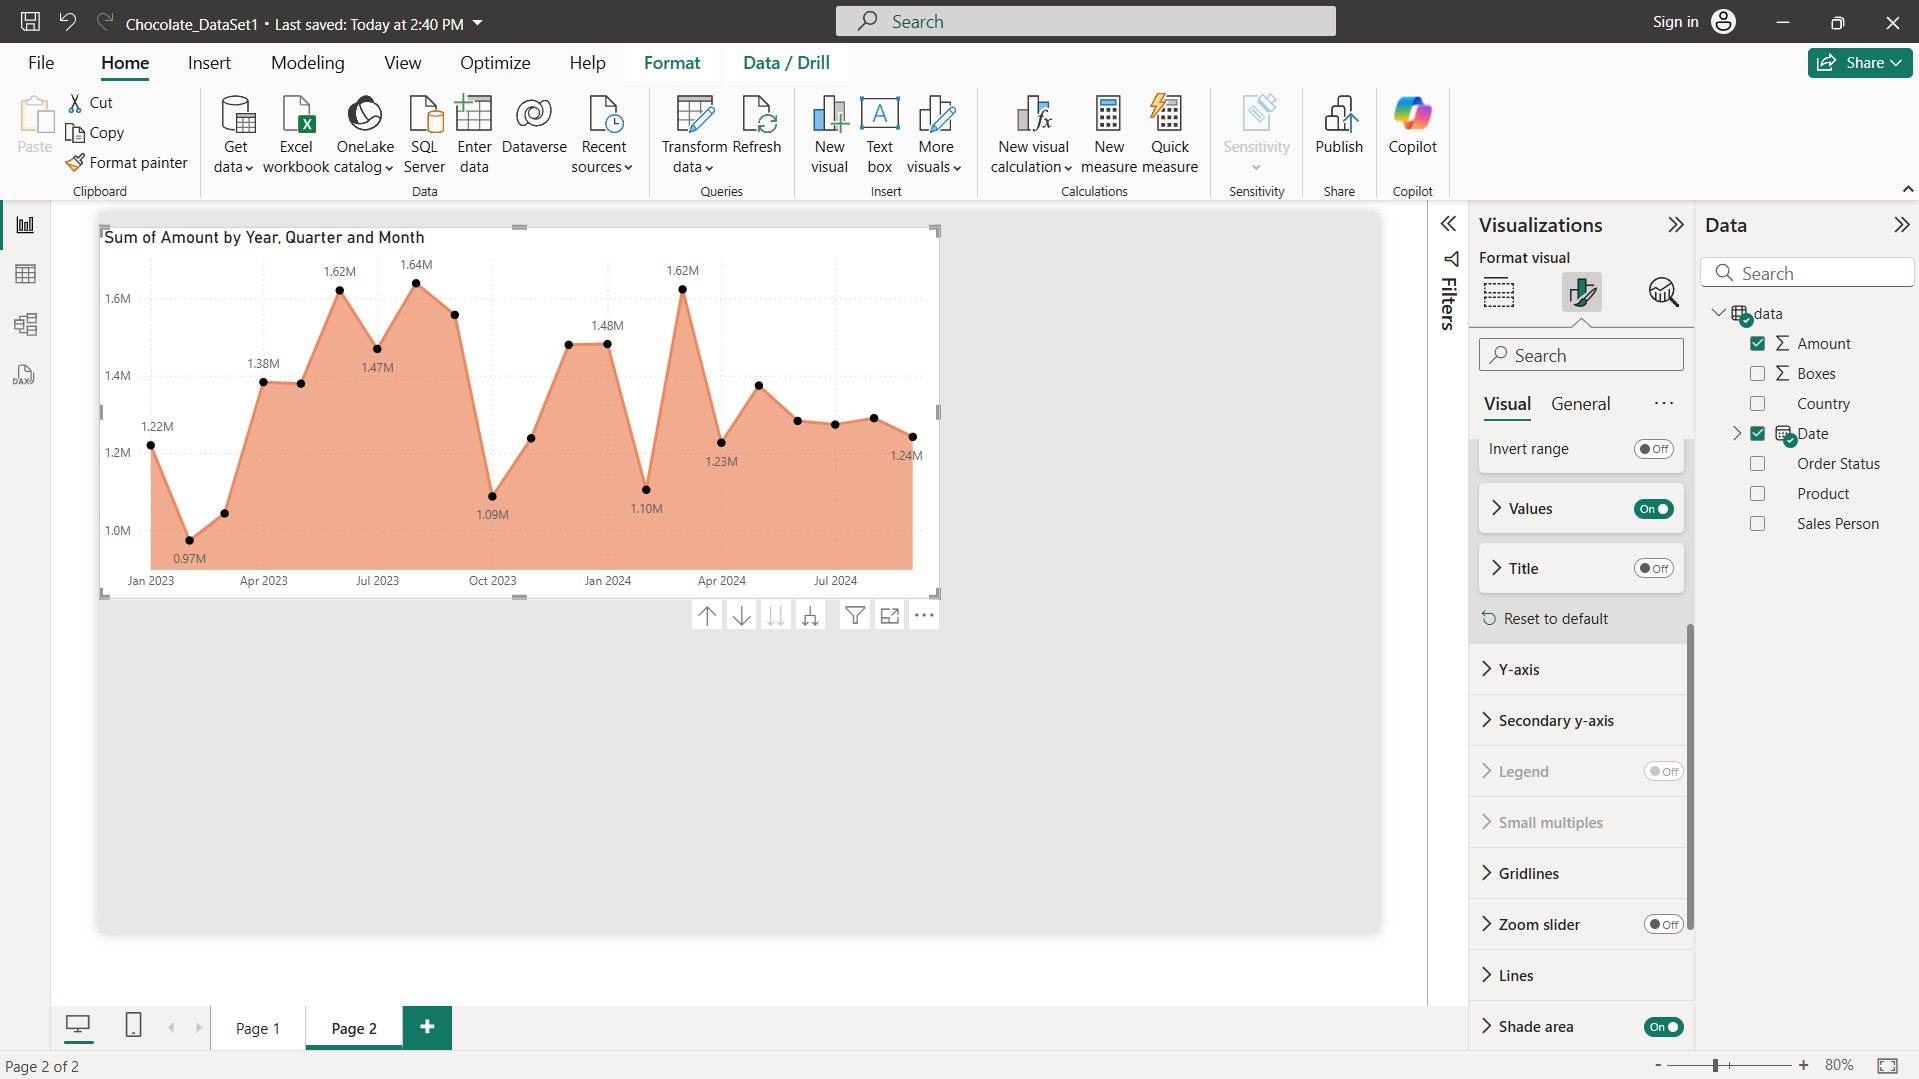 Chocolate_DataSet1 • Last saved: Today at 2:40 PM
Search
Sign in
File
Home
Insert
Modeling
View
Optimize
Help
Format
Data / Drill
Share
Paste
Cut
Copy
Format painter
Clipboard
Get data
Excel workbook
OneLake catalog
SQL Server
Enter data
Dataverse
Recent sources
Data
Transform data
Refresh
Queries
New visual
Text box
More visuals
Insert
New visual calculation
New measure
Quick measure
Calculations
Sensitivity
Sensitivity
Publish
Share
Copilot
Copilot
Sum of Amount by Year, Quarter and Month
1.6M
1.4M
1.2M
1.0M
1.22M
0.97M
1.38M
1.62M
1.47M
1.64M
1.09M
1.48M
1.10M
1.62M
1.23M
1.24M
Jan 2023
Apr 2023
Jul 2023
Oct 2023
Jan 2024
Apr 2024
Jul 2024
Filters
Visualizations
Format visual
Search
Visual
General
Invert range
Off
Values
On
Title
Off
Reset to default
Y-axis
Secondary y-axis
Legend
Off
Small multiples
Gridlines
Zoom slider
Off
Lines
Shade area
On
Data
Search
data
Amount
Boxes
Country
Date
Order Status
Product
Sales Person
DAX
Page 1
Page 2
+
Page 2 of 2
- + 80%